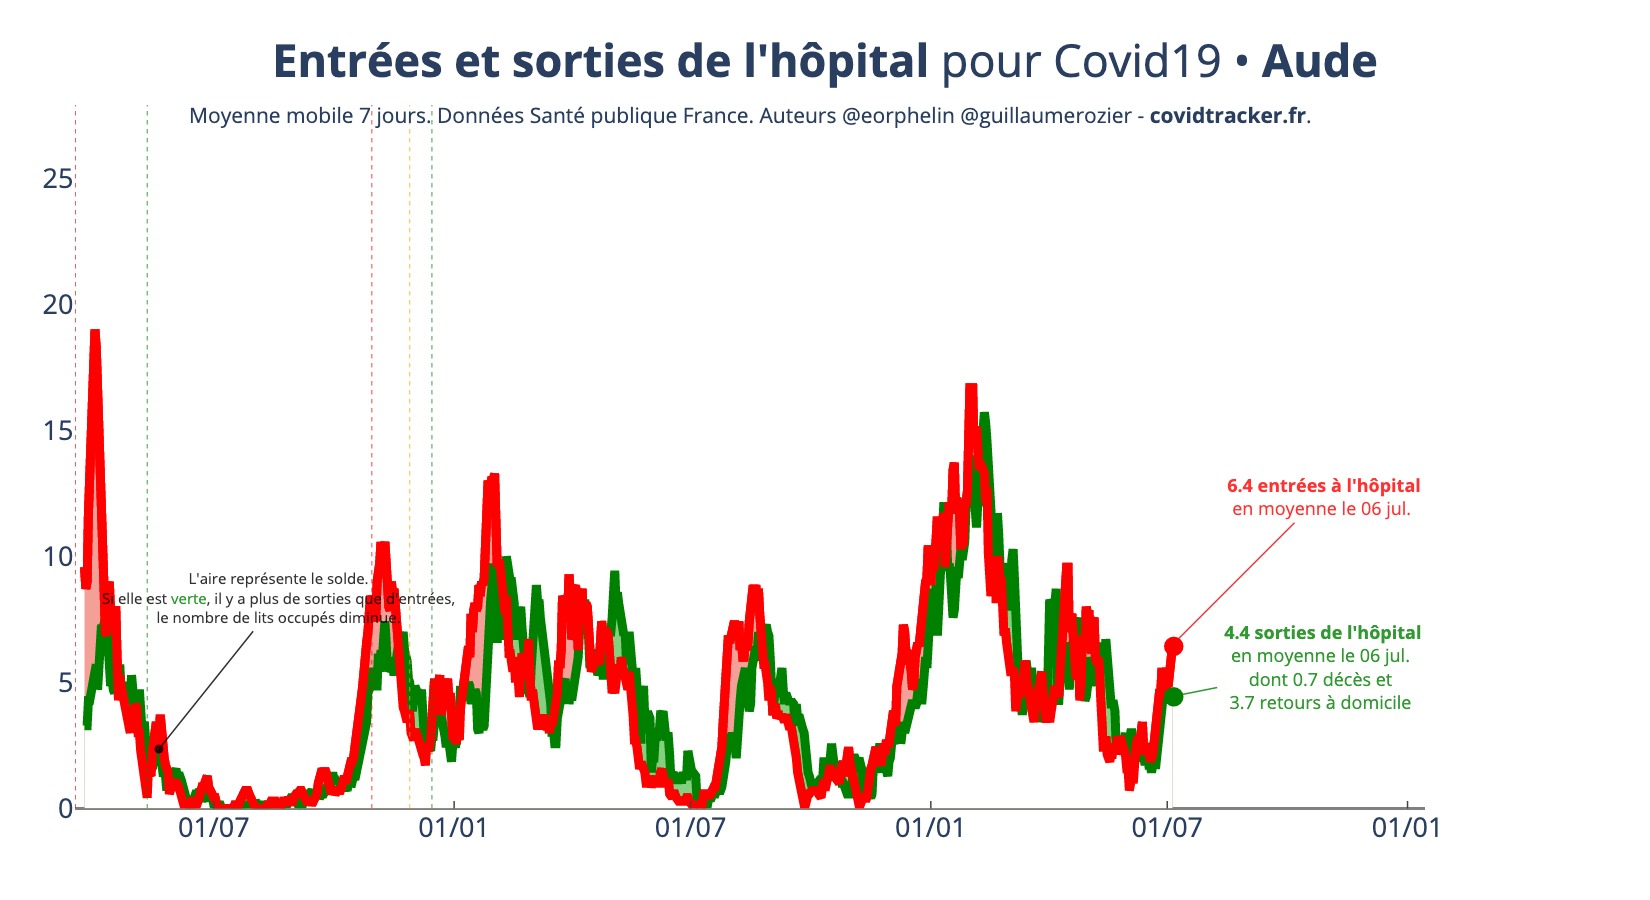 Entrées et sorties de l'hôpital pour Covid19 • Aude
Moyenne mobile 7 jours. Données Santé publique France. Auteurs @eorphelin @guillaumerozier - covidtracker.fr.
25
20
15
10
5
0
L'aire représente le solde.
Si elle est verte, il y a plus de sorties que d'entrées,
le nombre de lits occupés diminue.
6.4 entrées à l'hôpital
en moyenne le 06 jul.
4.4 sorties de l'hôpital
en moyenne le 06 jul.
dont 0.7 décès et
3.7 retours à domicile
01/07
01/01
01/07
01/01
01/07
01/01